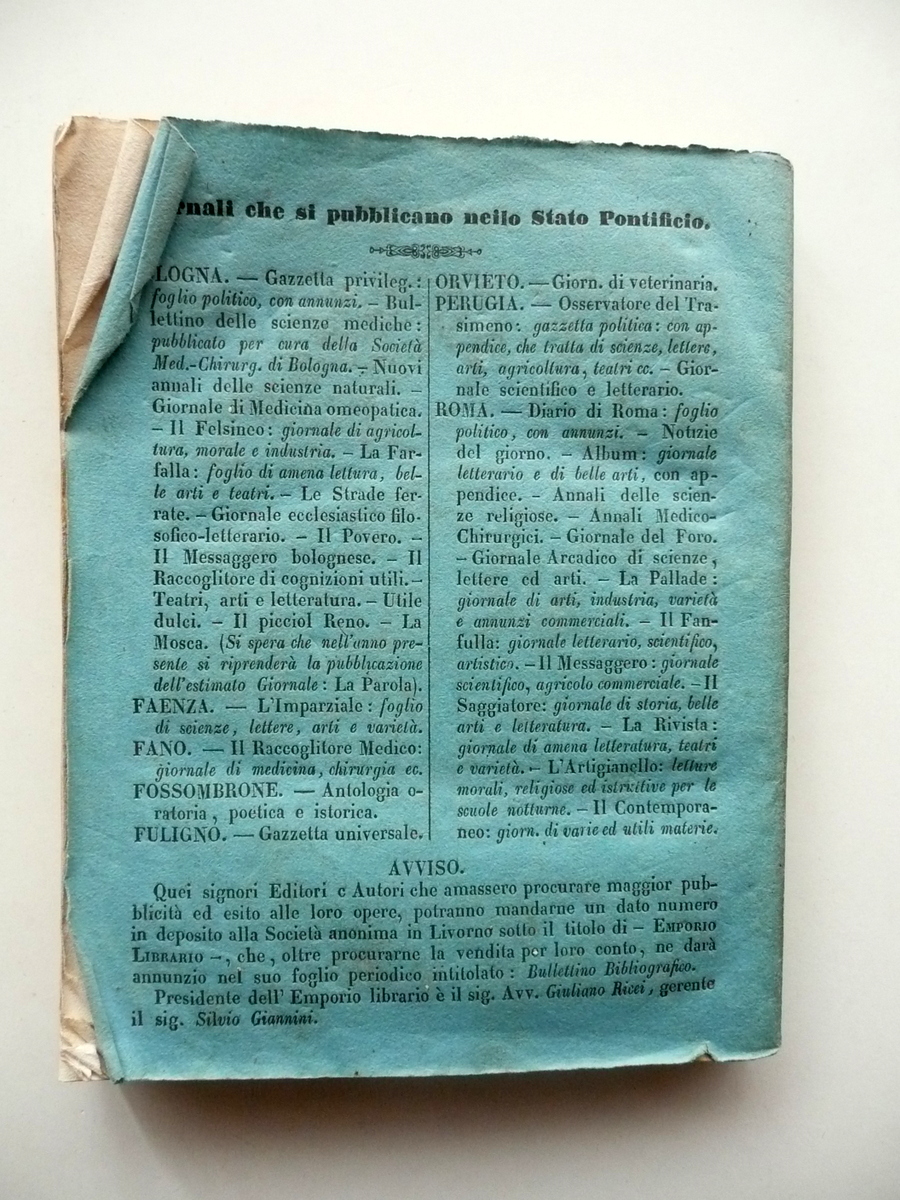 rnali che si pubblicano nello Stato Pontificio.
LOGNA. — Gazzetta privileg. :
foglio politico, con annunzi. – Bul-
lettino delle scienze mediche :
pubblicato per cura della Società
Med.-Chirurg. di Bologna. – Nuovi
annali delle scienze naturali. –
Giornale di Medicina omeopatica.
– Il Felsineo : giornale di agricol-
tura, morale e industria. – La Far-
falla : foglio di amena lettura, bel-
le arti e teatri. – Le Strade fer-
rate. – Giornale ecclesiastico filo-
sofico-letterario. – Il Povero. –
Il Messaggero bolognese. – Il
Raccoglitore di cognizioni utili. –
Teatri, arti e letteratura. – Utile
dulci. – Il picciol Reno. – La
Mosca. (Si spera che nell'anno pre-
sente si riprenderà la pubblicazione
dell'estimato Giornale : La Parola).
FAENZA. — L'Imparziale : foglio
di scienze, lettere, arti e varietà.
FANO. — Il Raccoglitore Medico:
giornale di medicina, chirurgia ec.
FOSSOMBRONE. — Antologia o-
ratoria, poetica e istorica.
FULIGNO. — Gazzetta universale.
ORVIETO. — Giorn. di veterinaria.
PERUGIA. — Osservatore del Tra-
simeno : gazzetta politica : con ap-
pendice, che tratta di scienze, lettere,
arti, agricoltura, teatri cc. – Gior-
nale scientifico e letterario.
ROMA. — Diario di Roma : foglio
politico, con annunzi. – Notizie
del giorno. – Album : giornale
letterario e di belle arti, con ap-
pendice. – Annali delle scien-
ze religiose. – Annali Medico-
Chirurgici. – Giornale del Foro.
– Giornale Arcadico di scienze,
lettere ed arti. – La Pallade :
giornale di arti, industria, varietà
e annunzi commerciali. – Il Fan-
fulla: giornale letterario, scientifico,
artistico. – Il Messaggero : giornale
scientifico, agricolo commerciale. – Il
Saggiatore: giornale di storia, belle
arti e letteratura. – La Rivista :
giornale di amena letteratura, teatri
e varietà. – L'Artigianello: letture
morali, religiose ed istruttive per le
scuole notturne. – Il Contempora-
neo: giorn. di varie ed utili materie.
AVVISO.
Quei signori Editori e Autori che amassero procurare maggior pub-
blicità ed esito alle loro opere, potranno mandarne un dato numero
in deposito alla Società anonima in Livorno sotto il titolo di – EMPORIO
LIBRARIO –, che, oltre procurarne la vendita per loro conto, ne darà
annunzio nel suo foglio periodico intitolato : Bullettino Bibliografico.
Presidente dell' Emporio librario è il sig. Avv. Giuliano Ricci, gerente
il sig. Silvio Giannini.